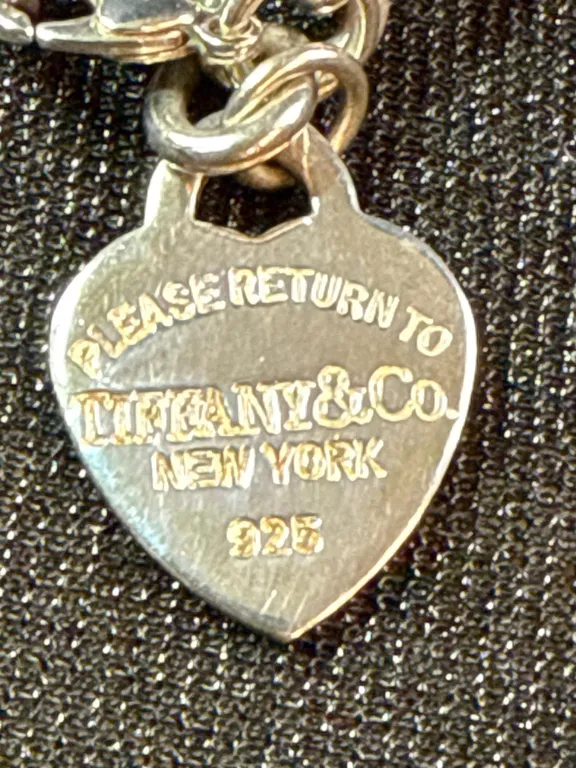 PLEASE RETURN TO
TIFFANY & Co.
NEW YORK
925